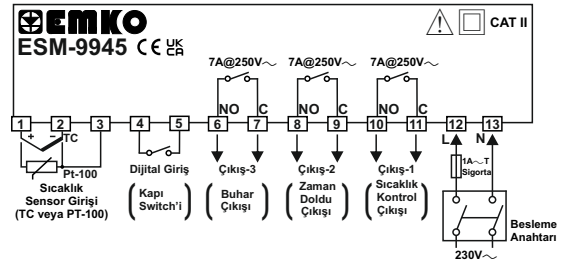 EMKO
ESM-9945 CE UK CA
CAT II
7A@250V~ 7A@250V~ 7A@250V~
NO C NO C NO C
1 2 3 4 5 6 7 8 9 10 11 12 13
+ − TC
L N
Pt-100
1A~T
Sigorta
Sıcaklık
Sensor Girişi
(TC veya PT-100)
Dijital Giriş
(Kapı
Switch'i)
Çıkış-3
(Buhar
Çıkışı)
Çıkış-2
(Zaman
Doldu
Çıkışı)
Çıkış-1
(Sıcaklık
Kontrol
Çıkışı)
Besleme
Anahtarı
230V~